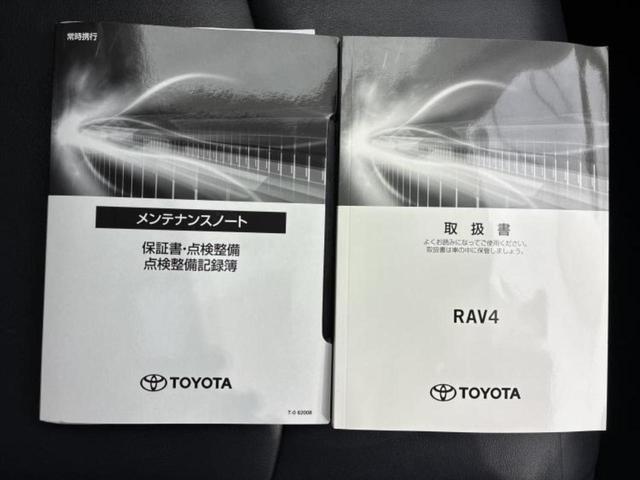 常時携行
メンテナンスノート
保証書・点検整備
点検整備記録簿
TOYOTA
T-0 62008
取扱書
よくお読みになってご使用ください。
取扱書は車の中に保管しましょう。
RAV4
TOYOTA